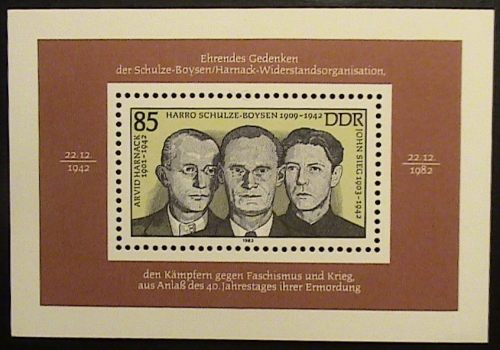 Ehrendes Gedenken
der Schulze-Boysen/Harnack-Widerstandsorganisation,
85
HARRO SCHULZE-BOYSEN 1909-1942
DDR
ARVID HARNACK
1901-1942
JOHN SIEG 1903-1942
22.12.
1942
22.12.
1982
1983
den Kämpfern gegen Faschismus und Krieg,
aus Anlaß des 40. Jahrestages ihrer Ermordung